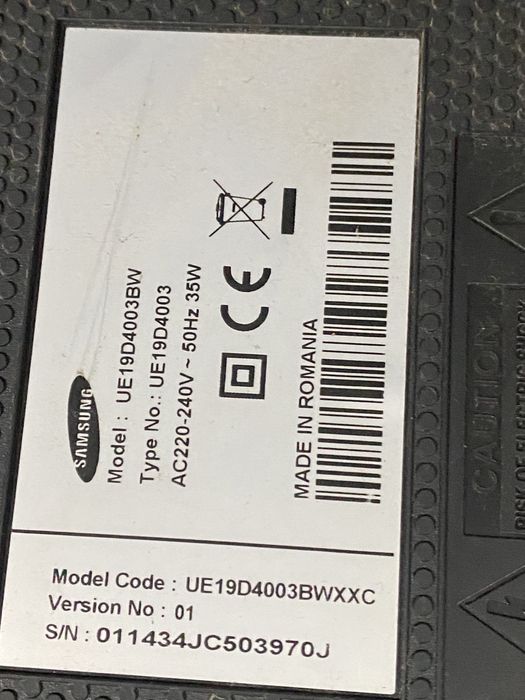 SAMSUNG
Model : UE19D4003BW
Type No.: UE19D4003
AC220-240V ~ 50Hz 35W
CE
MADE IN ROMANIA
Model Code : UE19D4003BWXXC
Version No : 01
S/N : 011434JC503970J
CAUTION